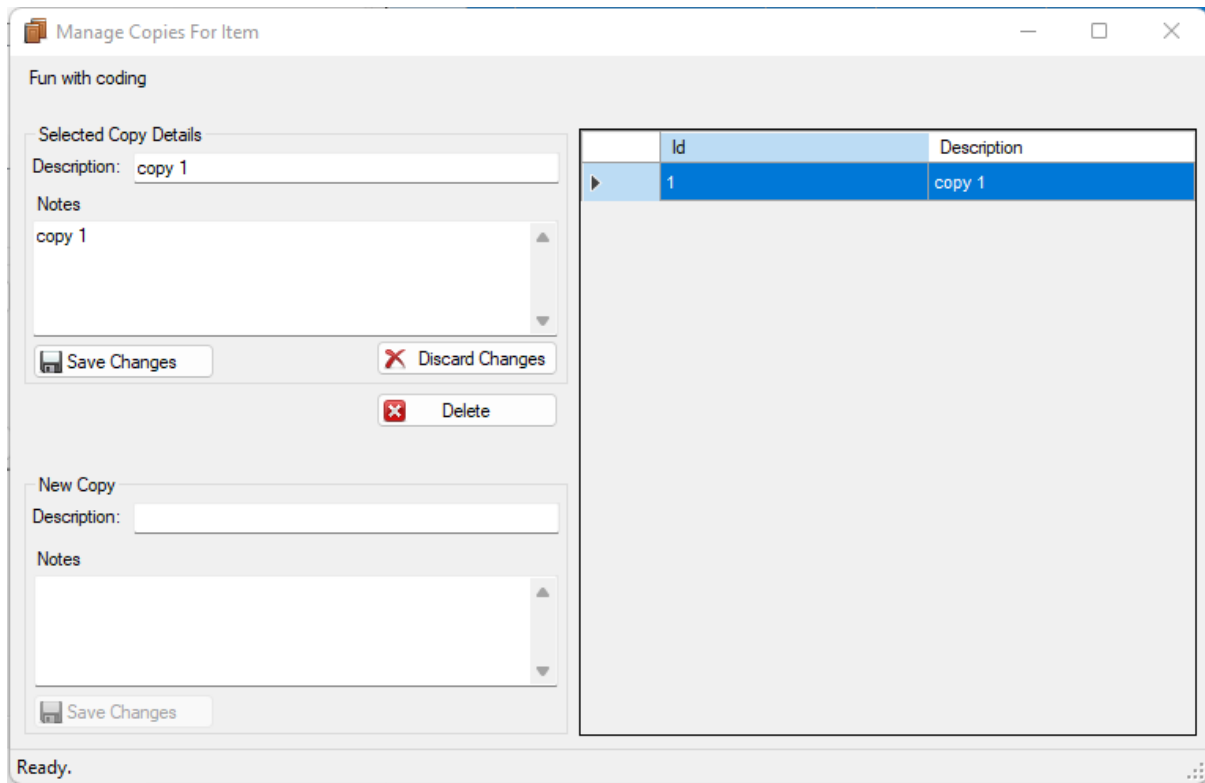 Manage Copies For Item
Fun with coding
Selected Copy Details
Description: copy 1
Notes
copy 1
Save Changes
Discard Changes
Delete
New Copy
Description:
Notes
Save Changes
Id Description
1 copy 1
Ready.